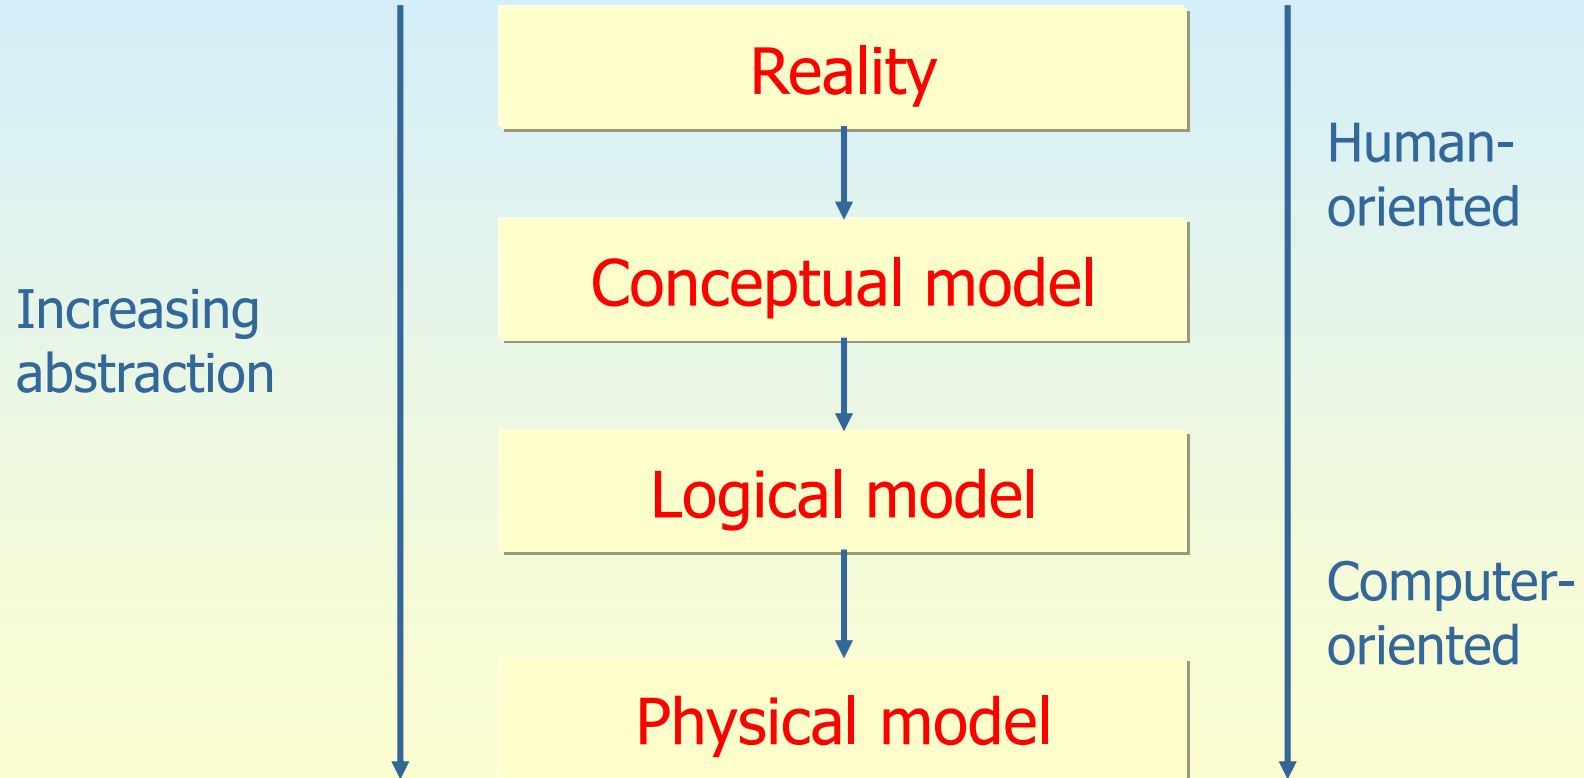 Reality
Human-
oriented
Conceptual model
Increasing
abstraction
Logical model
Computer-
oriented
Physical model